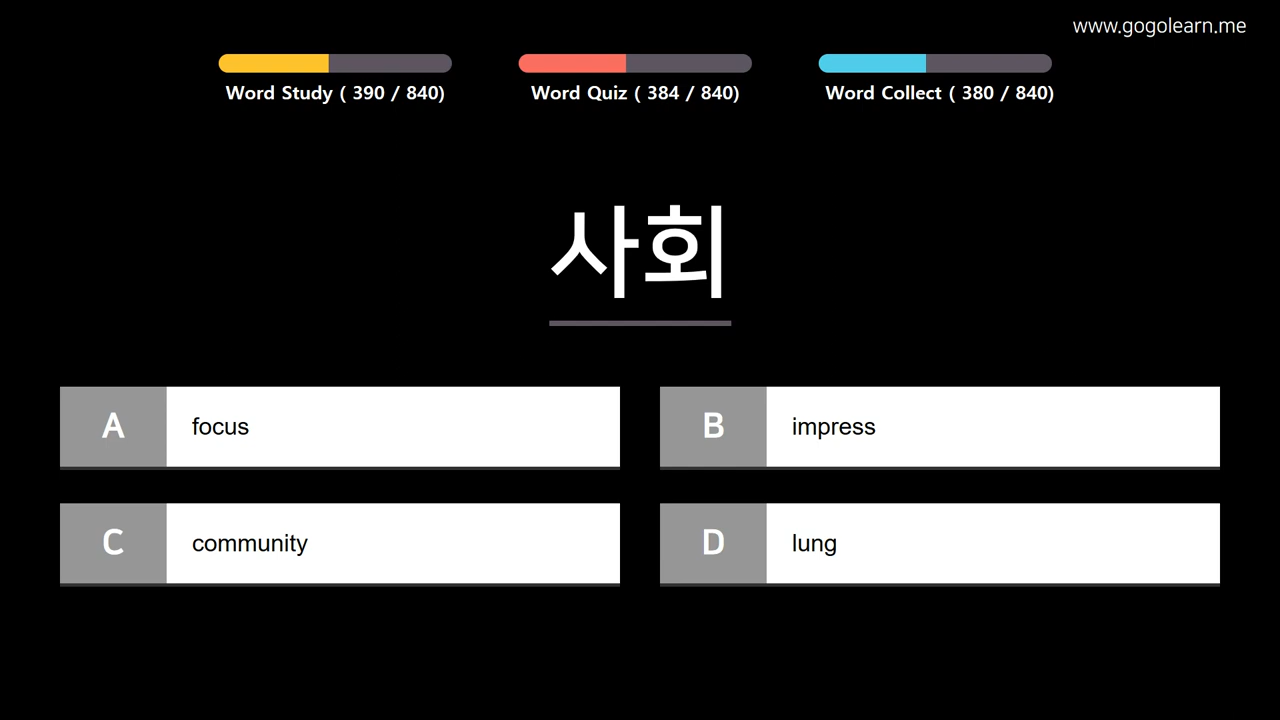 www.gogolearn.me
Word Study ( 390 / 840)
Word Quiz ( 384 / 840)
Word Collect ( 380 / 840)
사회
A focus
B impress
C community
D lung